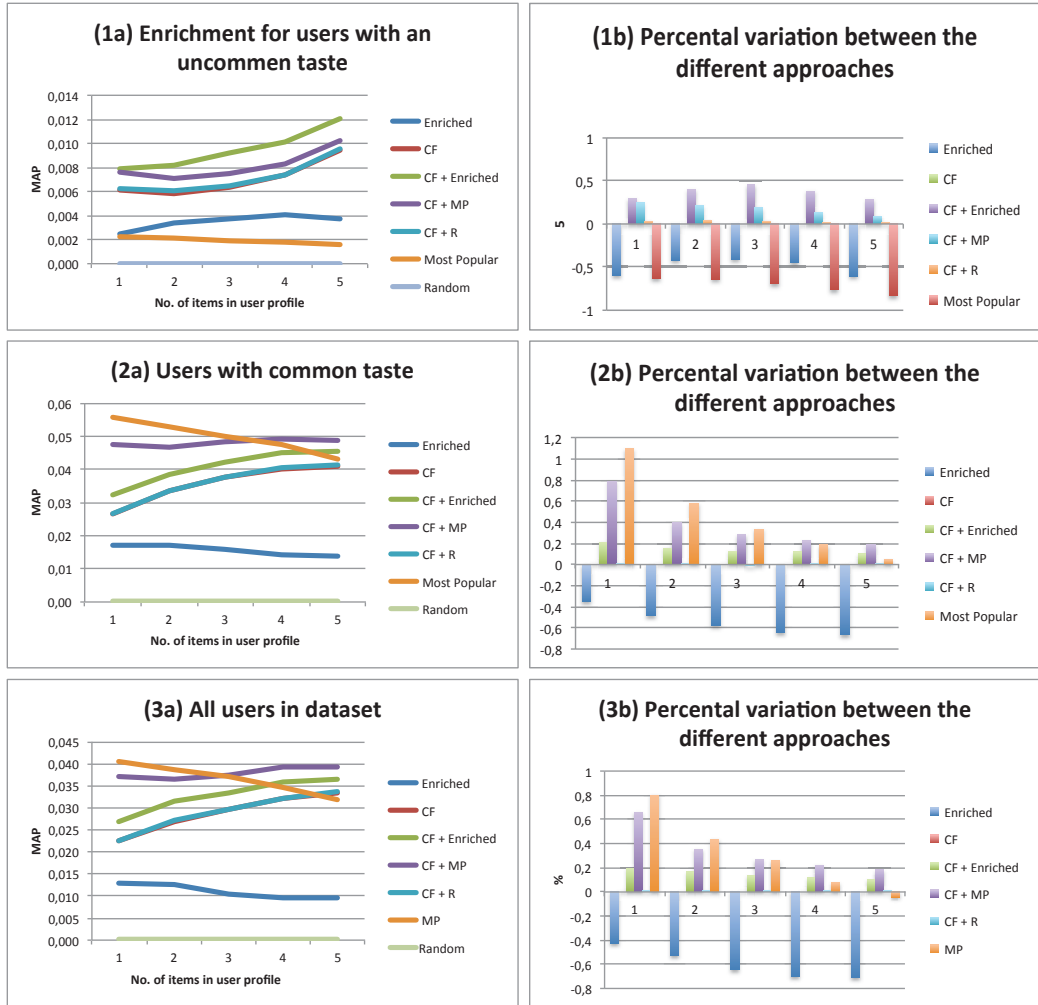 (1a) Enrichment for users with an
uncommen taste
0,014
0,012
0,010
0,008
0,006
0,004
0,002
0,000
MAP
1 2 3 4 5
No. of items in user profile
Enriched
CF
CF + Enriched
CF + MP
CF + R
Most Popular
Random
(1b) Percental variation between the
different approaches
1
0,5
0
-0,5
-1
5
1 2 3 4 5
Enriched
CF
CF + Enriched
CF + MP
CF + R
Most Popular
(2a) Users with common taste
0,06
0,05
0,04
0,03
0,02
0,01
0,00
MAP
1 2 3 4 5
No. of items in user profile
Enriched
CF
CF + Enriched
CF + MP
CF + R
Most Popular
Random
(2b) Percental variation between the
different approaches
1,2
1
0,8
0,6
0,4
0,2
0
-0,2
-0,4
-0,6
-0,8
1 2 3 4 5
Enriched
CF
CF + Enriched
CF + MP
CF + R
Most Popular
(3a) All users in dataset
0,045
0,040
0,035
0,030
0,025
0,020
0,015
0,010
0,005
0,000
MAP
1 2 3 4 5
No. of items in user profile
Enriched
CF
CF + Enriched
CF + MP
CF + R
MP
Random
(3b) Percental variation between the
different approaches
1
0,8
0,6
0,4
0,2
0
-0,2
-0,4
-0,6
-0,8
%
1 2 3 4 5
Enriched
CF
CF + Enriched
CF + MP
CF + R
MP